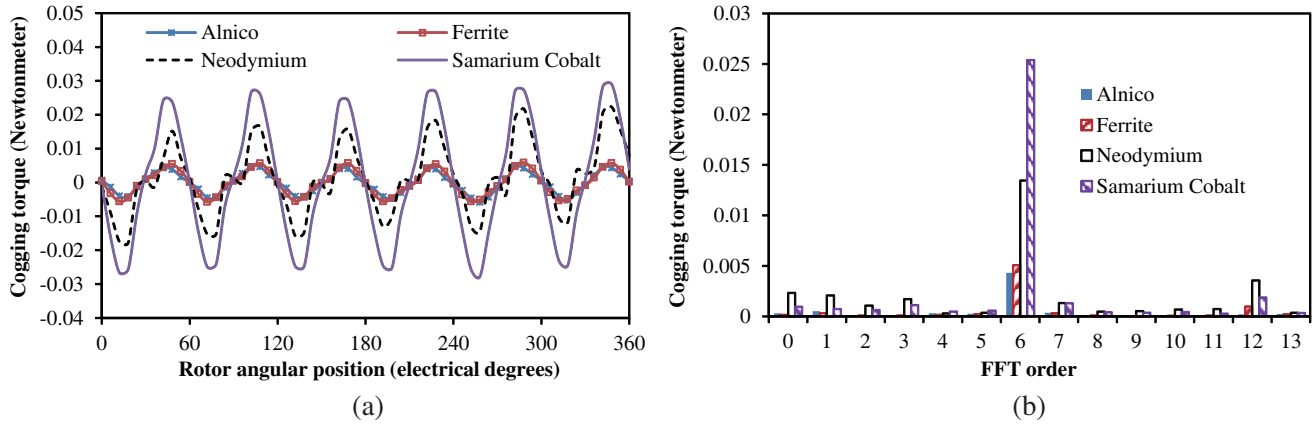 0.05
0.04
0.03
0.02
0.01
0
-0.01
-0.02
-0.03
-0.04
Cogging torque (Newtonmeter)
Alnico
Ferrite
Neodymium
Samarium Cobalt
0 60 120 180 240 300 360
Rotor angular position (electrical degrees)
(a)
0.03
0.025
0.02
0.015
0.01
0.005
0
Cogging torque (Newtonmeter)
Alnico
Ferrite
Neodymium
Samarium Cobalt
0 1 2 3 4 5 6 7 8 9 10 11 12 13
FFT order
(b)